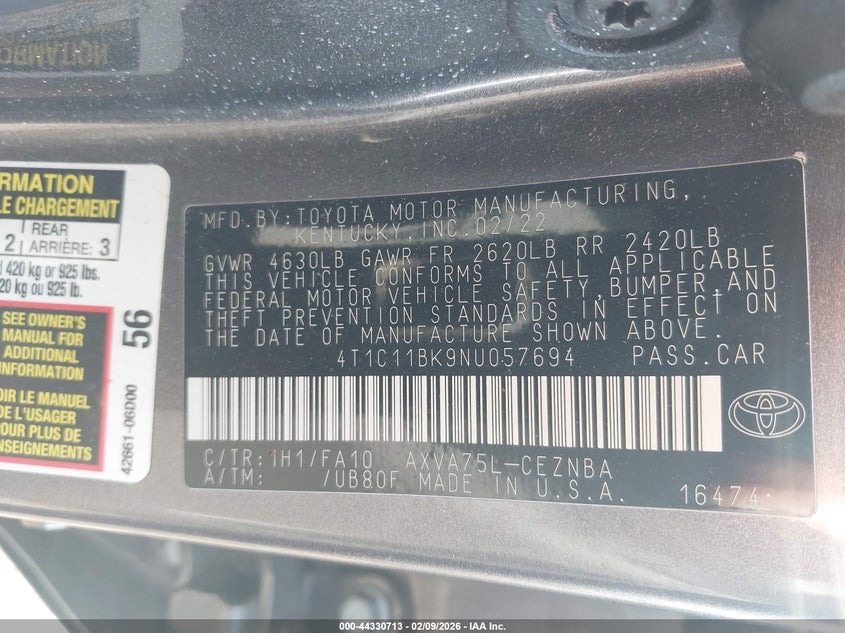 NOITAMRO
ORMATION
LE CHARGEMENT
2
REAR
ARRIÈRE: 3
d 420 kg or 925 lbs.
20 kg ou 925 lb.
SEE OWNER'S
MANUAL FOR
ADDITIONAL
INFORMATION
OIR LE MANUEL
DE L'USAGER
POUR PLUS DE
ENSEIGNEMENTS
56
42661-06D00
MFD.BY:TOYOTA MOTOR MANUFACTURING,
KENTUCKY,INC.02/22
GVWR 4630LB GAWR FR 2620LB RR 2420LB
THIS VEHICLE CONFORMS TO ALL APPLICABLE
FEDERAL MOTOR VEHICLE SAFETY,BUMPER,AND
THEFT PREVENTION STANDARDS IN EFFECT ON
THE DATE OF MANUFACTURE SHOWN ABOVE.
4T1C11BK9NU057694 PASS.CAR
C/TR:1H1/FA10 AXVA75L-CEZNBA
A/TM: /UB80F MADE IN U.S.A. 16474
000-44330713 - 02/09/2026 - IAA Inc.